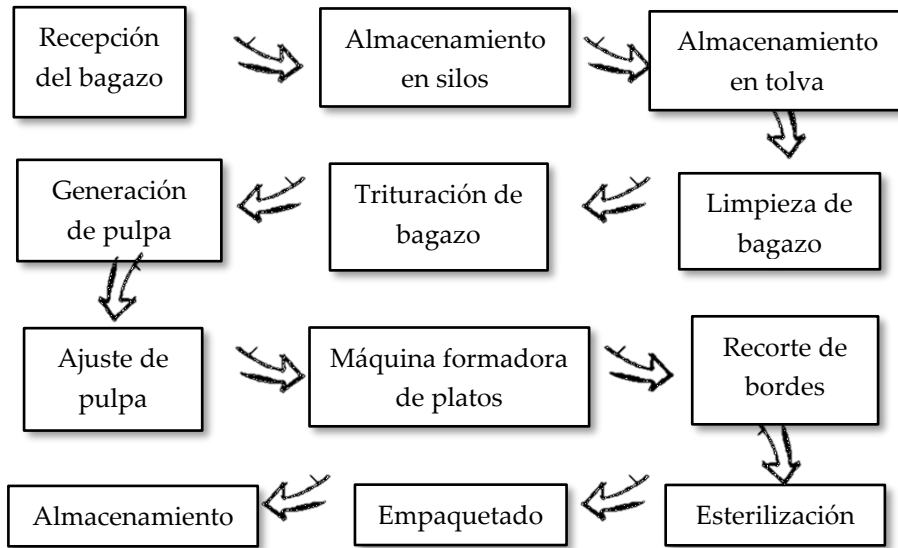 Recepción
del bagazo
Almacenamiento
en silos
Almacenamiento
en tolva
Limpieza de
bagazo
Trituración de
bagazo
Generación
de pulpa
Ajuste de
pulpa
Máquina formadora
de platos
Recorte de
bordes
Esterilización
Empaquetado
Almacenamiento